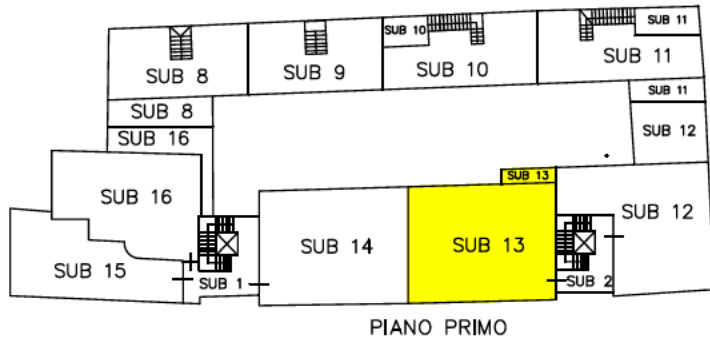 SUB 8
SUB 9
SUB 10
SUB 10
SUB 11
SUB 11
SUB 8
SUB 16
SUB 11
SUB 12
SUB 16
SUB 13
SUB 12
SUB 15
SUB 1
SUB 14
SUB 13
SUB 2
PIANO PRIMO